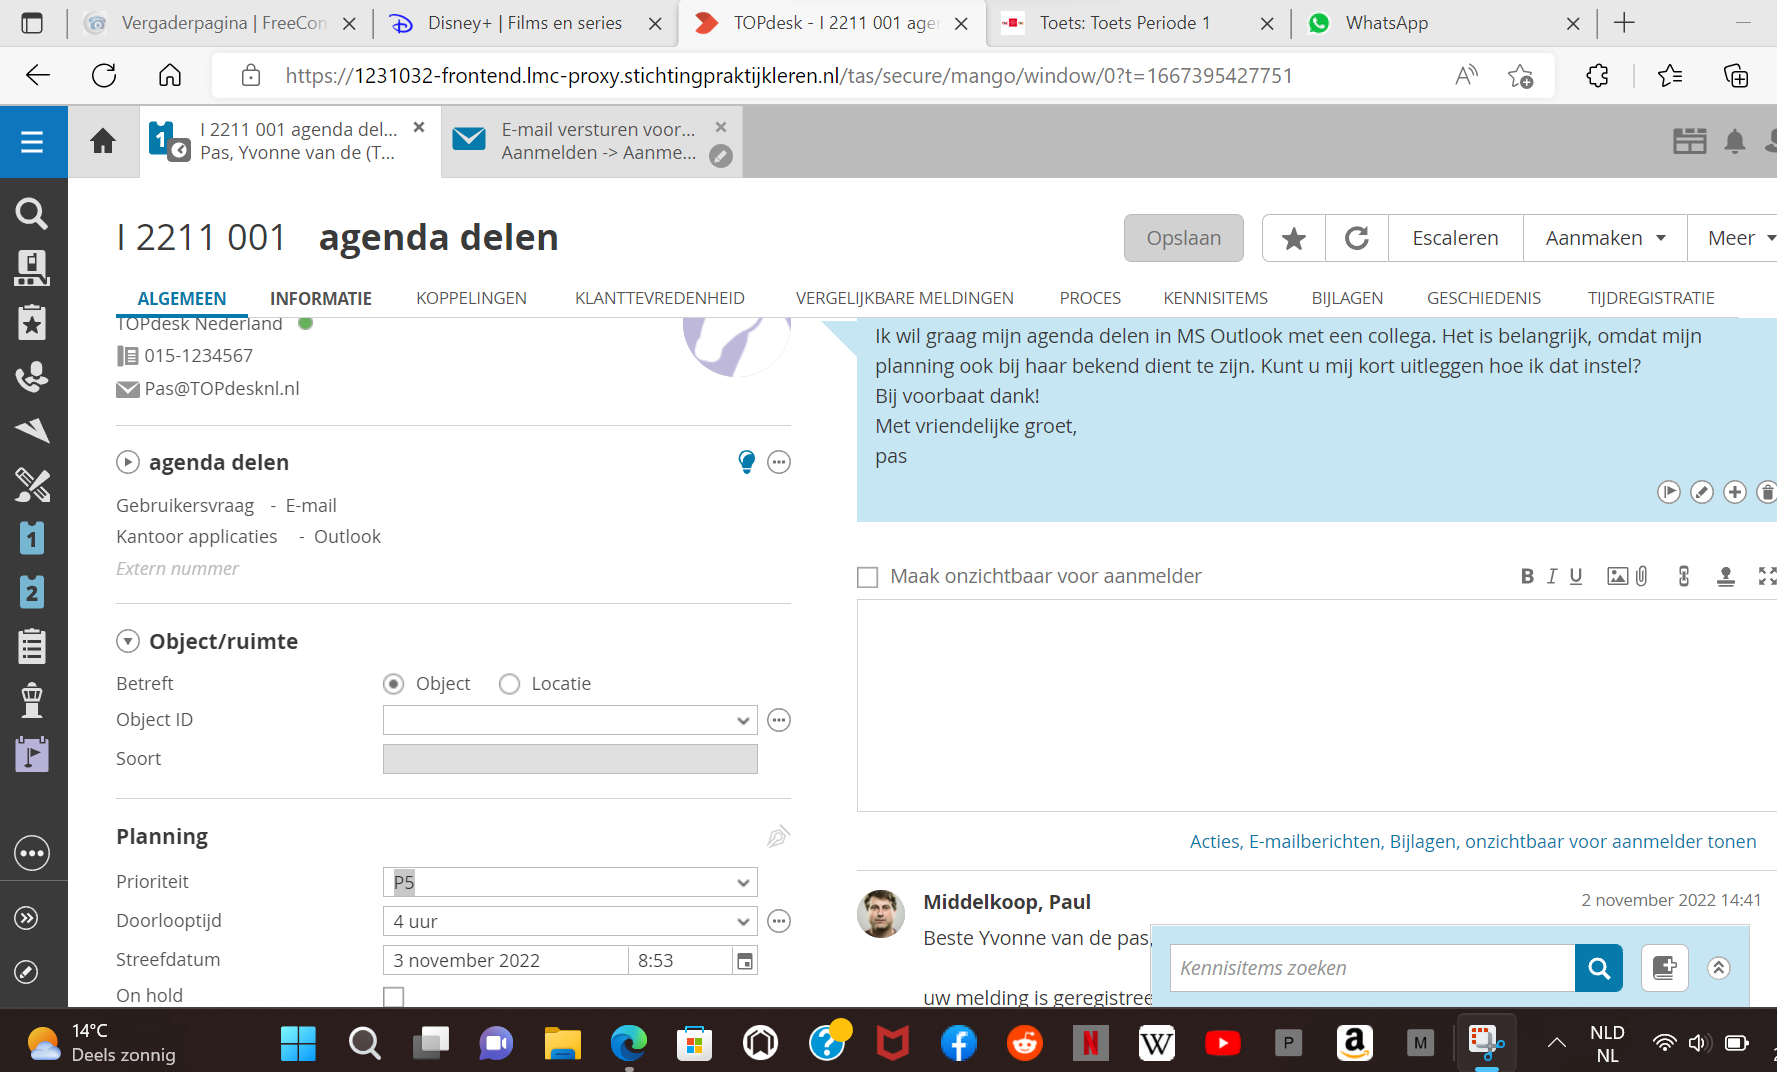 Vergaderpagina | FreeCon
Disney+ | Films en series
TOPdesk - I 2211 001 agen
Toets: Toets Periode 1
WhatsApp
https://1231032-frontend.lmc-proxy.stichtingpraktijkleren.nl/tas/secure/mango/window/0?t=1667395427751
I 2211 001 agenda del...
Pas, Yvonne van de (T...
E-mail versturen voor...
Aanmelden -> Aanme...
I 2211 001 agenda delen
Opslaan
Escaleren
Aanmaken
Meer
ALGEMEEN
INFORMATIE
KOPPELINGEN
KLANTTEVREDENHEID
VERGELIJKBARE MELDINGEN
PROCES
KENNISITEMS
BIJLAGEN
GESCHIEDENIS
TIJDREGISTRATIE
TOPdesk Nederland
015-1234567
Pas@TOPdesknl.nl
agenda delen
Gebruikersvraag - E-mail
Kantoor applicaties - Outlook
Extern nummer
Object/ruimte
Betreft Object Locatie
Object ID
Soort
Planning
Prioriteit P5
Doorlooptijd 4 uur
Streefdatum 3 november 2022 8:53
On hold
Ik wil graag mijn agenda delen in MS Outlook met een collega. Het is belangrijk, omdat mijn
planning ook bij haar bekend dient te zijn. Kunt u mij kort uitleggen hoe ik dat instel?
Bij voorbaat dank!
Met vriendelijke groet,
pas
Maak onzichtbaar voor aanmelder
B I U
Acties, E-mailberichten, Bijlagen, onzichtbaar voor aanmelder tonen
Middelkoop, Paul
2 november 2022 14:41
Beste Yvonne van de pas,
uw melding is geregistree
Kennisitems zoeken
14°C
Deels zonnig
NLD
NL